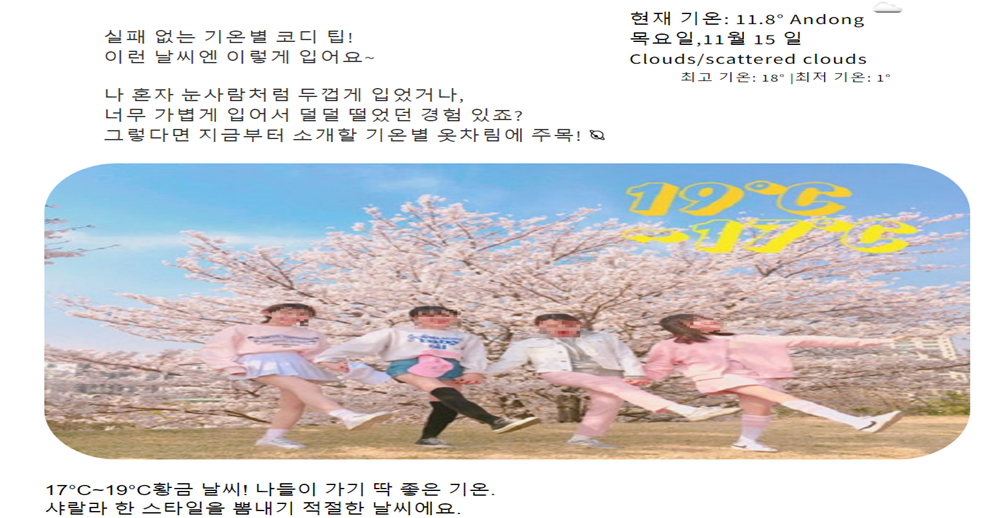 실패 없는 기온별 코디 팁!
이런 날씨엔 이렇게 입어요~
나 혼자 눈사람처럼 두껍게 입었거나,
너무 가볍게 입어서 덜덜 떨었던 경험 있죠?
그렇다면 지금부터 소개할 기온별 옷차림에 주목!
현재 기온: 11.8° Andong
목요일,11월 15 일
Clouds/scattered clouds
최고 기온: 18° |최저 기온: 1°
19°C
~17°C
17°C~19°C황금 날씨! 나들이 가기 딱 좋은 기온.
샤랄라 한 스타일을 뽐내기 적절한 날씨에요.